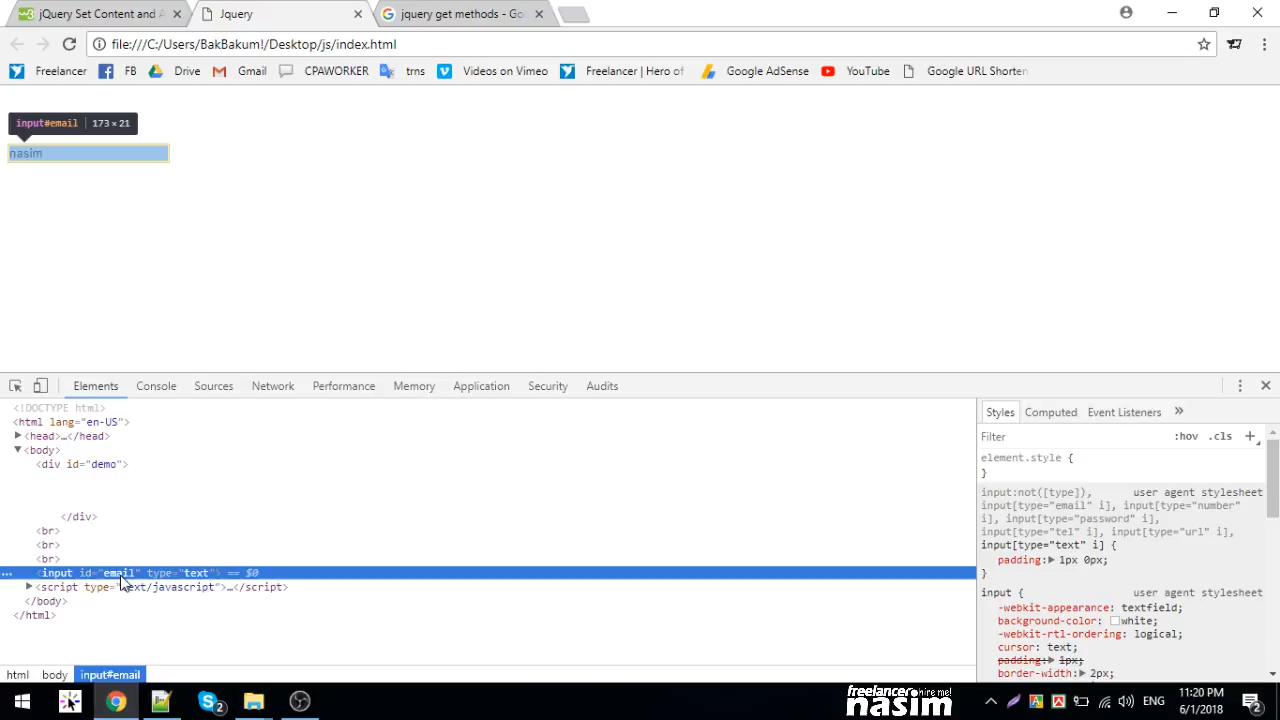 jQuery Set Content and A
Jquery
jquery get methods - Goo
file:///C:/Users/BakBakum!/Desktop/js/index.html
Freelancer
FB
Drive
Gmail
CPAWORKER
trns
Videos on Vimeo
Freelancer | Hero of
Google AdSense
YouTube
Google URL Shorten
input#email | 173 × 21
nasim
Elements
Console
Sources
Network
Performance
Memory
Application
Security
Audits
<!DOCTYPE html>
<html lang="en-US">
<head>…</head>
<body>
<div id="demo">
</div>
<br>
<br>
<br>
<input id="email" type="text"> == $0
<script type="text/javascript">…</script>
</body>
</html>
html
body
input#email
Styles
Computed
Event Listeners
Filter
:hov
.cls
element.style {
}
input:not([type]), user agent stylesheet
input[type="email" i], input[type="number"
i], input[type="password" i],
input[type="tel" i], input[type="url" i],
input[type="text" i] {
padding: 1px 0px;
}
input { user agent stylesheet
-webkit-appearance: textfield;
background-color: white;
-webkit-rtl-ordering: logical;
cursor: text;
padding: 1px;
border-width: 2px;
2
freelancer hire me!
nasim
ENG
11:20 PM
6/1/2018
2